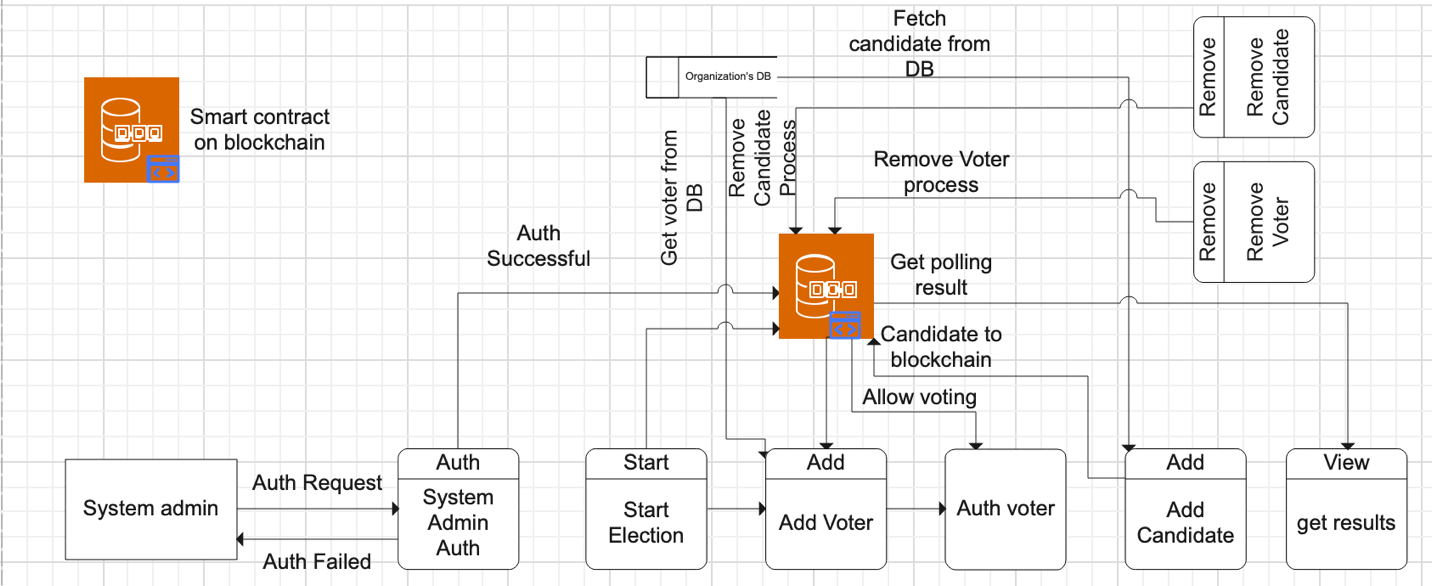 Fetch
candidate from
DB
Organization's DB
Smart contract
on blockchain
Remove
Remove
Candidate
Get voter from
DB
Remove
Candidate
Process
Remove Voter
process
Remove
Remove
Voter
Auth
Successful
Get polling
result
Candidate to
blockchain
Allow voting
System admin
Auth Request
Auth Failed
Auth
System
Admin
Auth
Start
Start
Election
Add
Add Voter
Auth voter
Add
Add
Candidate
View
get results